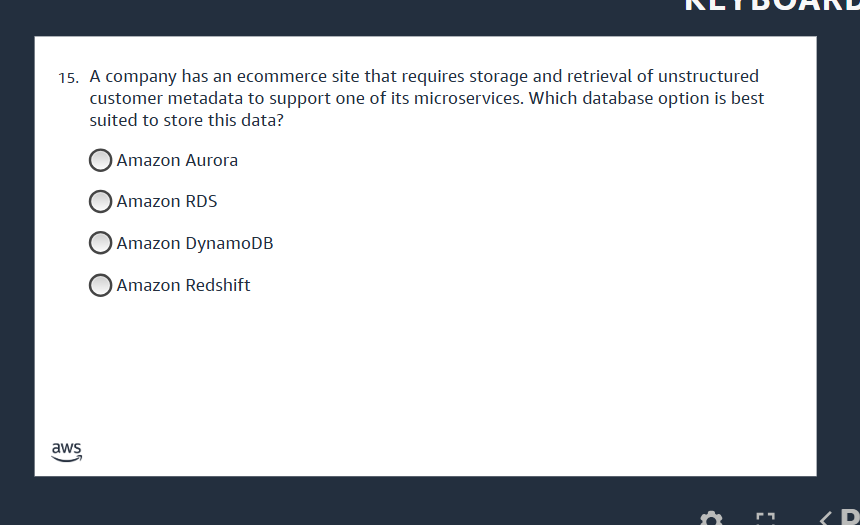 KEYBOARD
15. A company has an ecommerce site that requires storage and retrieval of unstructured
customer metadata to support one of its microservices. Which database option is best
suited to store this data?
Amazon Aurora
Amazon RDS
Amazon DynamoDB
Amazon Redshift
aws